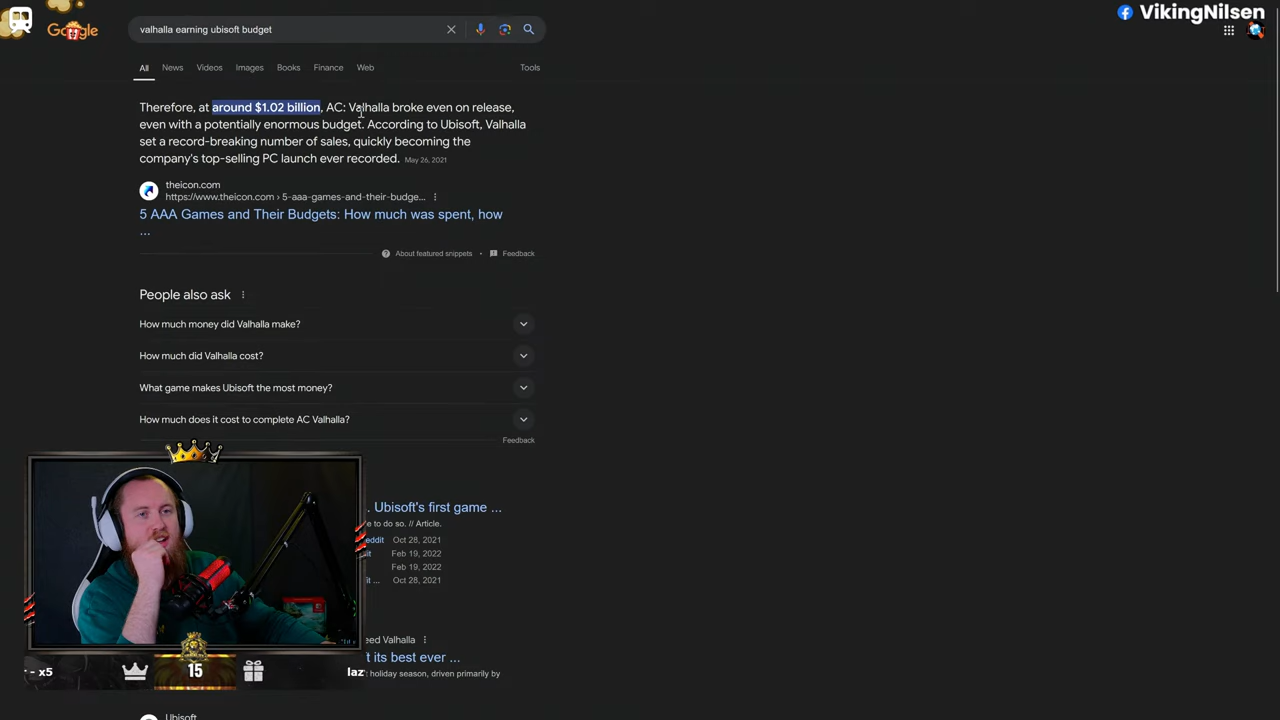 VikingNilsen
Google
valhalla earning ubisoft budget
All News Videos Images Books Finance Web Tools
Therefore, at around $1.02 billion, AC: Valhalla broke even on release,
even with a potentially enormous budget. According to Ubisoft, Valhalla
set a record-breaking number of sales, quickly becoming the
company's top-selling PC launch ever recorded. May 26, 2021
theicon.com
https://www.theicon.com › 5-aaa-games-and-their-budge...
5 AAA Games and Their Budgets: How much was spent, how
...
About featured snippets • Feedback
People also ask
How much money did Valhalla make?
How much did Valhalla cost?
What game makes Ubisoft the most money?
How much does it cost to complete AC Valhalla?
Feedback
. Ubisoft's first game ...
e to do so. // Article.
eddit Oct 28, 2021
it Feb 19, 2022
Feb 19, 2022
it ... Oct 28, 2021
eed Valhalla
t its best ever ...
t holiday season, driven primarily by
- x5
15
laz
Ubisoft